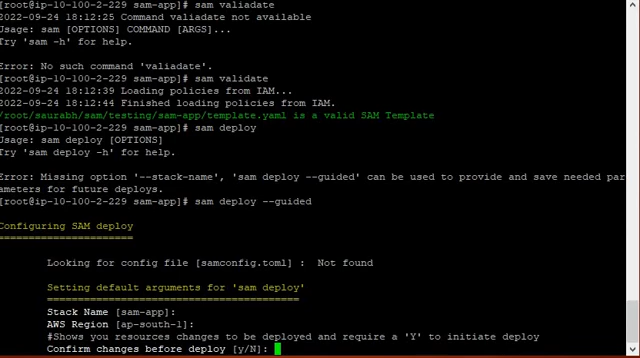 [root@ip-10-100-2-229 sam-app]# sam valiadate
2022-09-24 18:12:25 Command valiadate not available
Usage: sam [OPTIONS] COMMAND [ARGS]...
Try 'sam -h' for help.
Error: No such command 'valiadate'.
[root@ip-10-100-2-229 sam-app]# sam validate
2022-09-24 18:12:39 Loading policies from IAM...
2022-09-24 18:12:44 Finished loading policies from IAM.
/root/saurabh/sam/testing/sam-app/template.yaml is a valid SAM Template
[root@ip-10-100-2-229 sam-app]# sam deploy
Usage: sam deploy [OPTIONS]
Try 'sam deploy -h' for help.
Error: Missing option '--stack-name', 'sam deploy --guided' can be used to provide and save needed par
ameters for future deploys.
[root@ip-10-100-2-229 sam-app]# sam deploy --guided
Configuring SAM deploy
======================
Looking for config file [samconfig.toml] :  Not found
Setting default arguments for 'sam deploy'
=========================================
Stack Name [sam-app]:
AWS Region [ap-south-1]:
#Shows you resources changes to be deployed and require a 'Y' to initiate deploy
Confirm changes before deploy [y/N]: